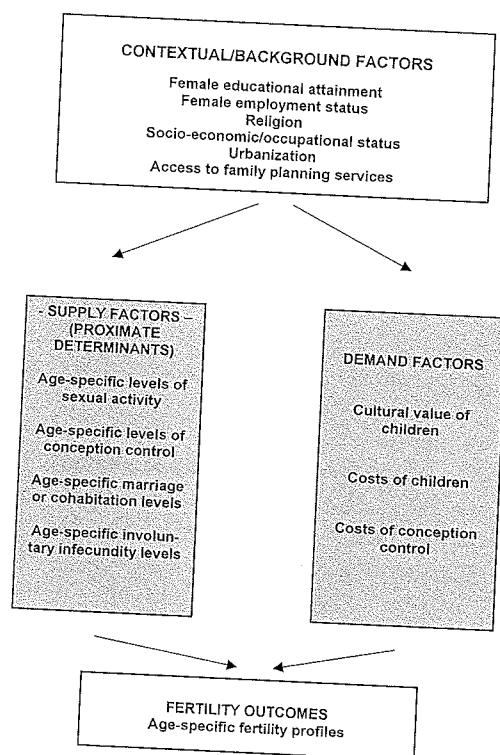 CONTEXTUAL/BACKGROUND FACTORS
Female educational attainment
Female employment status
Religion
Socio-economic/occupational status
Urbanization
Access to family planning services
- SUPPLY FACTORS –
(PROXIMATE
DETERMINANTS)
Age-specific levels of
sexual activity
Age-specific levels of
conception control
Age-specific marriage
or cohabitation levels
Age-specific involun-
tary infecundity levels
DEMAND FACTORS
Cultural value of
children
Costs of children
Costs of conception
control
FERTILITY OUTCOMES
Age-specific fertility profiles